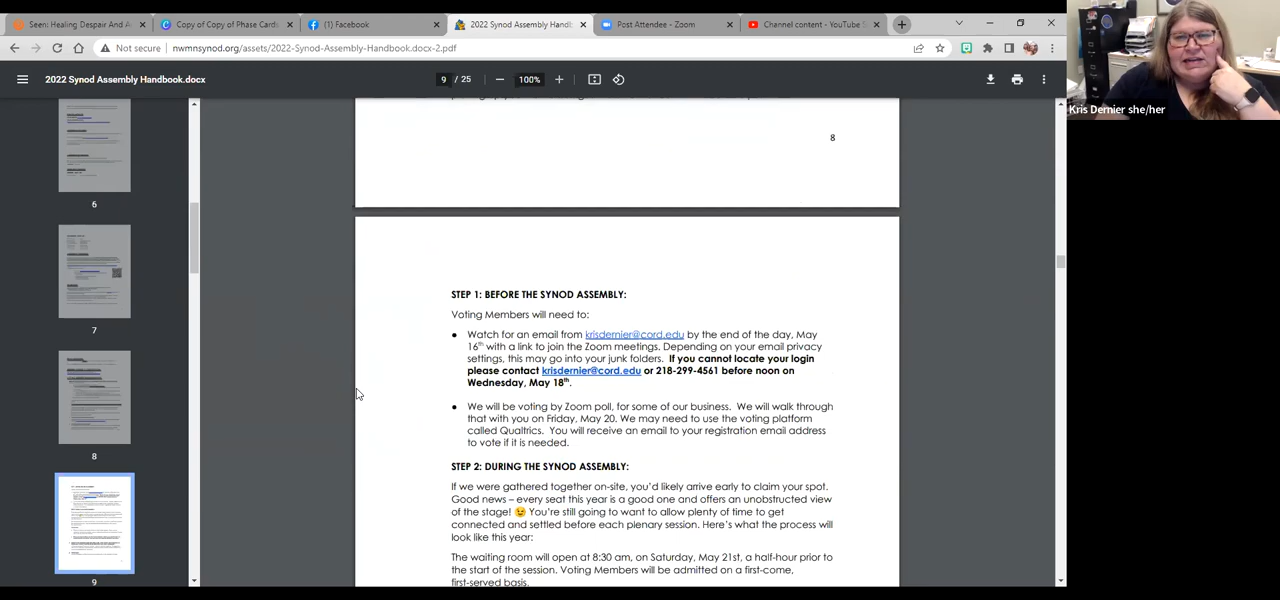 Seen: Healing Despair And A
Copy of Copy of Phase Cards
(1) Facebook
2022 Synod Assembly Handb
Post Attendee - Zoom
Channel content - YouTube S
Not secure
nwmnsynod.org/assets/2022-Synod-Assembly-Handbook.docx-2.pdf
2022 Synod Assembly Handbook.docx
9 / 25
100%
Kris Dernier she/her
6
7
8
9
8
STEP 1: BEFORE THE SYNOD ASSEMBLY:
Voting Members will need to:
● Watch for an email from krisdernier@cord.edu by the end of the day, May
16th with a link to join the Zoom meetings. Depending on your email privacy
settings, this may go into your junk folders. If you cannot locate your login
please contact krisdernier@cord.edu or 218-299-4561 before noon on
Wednesday, May 18th.
● We will be voting by Zoom poll, for some of our business. We will walk through
that with you on Friday, May 20. We may need to use the voting platform
called Qualtrics. You will receive an email to your registration email address
to vote if it is needed.
STEP 2: DURING THE SYNOD ASSEMBLY:
If we were gathered together on-site, you'd likely arrive early to claim your spot.
Good news – every seat this year is a good one and offers an unobstructed view
of the stage! 😉 You're still going to want to allow plenty of time to get
connected and settled before each plenary session. Here's what the process will
look like this year:
The waiting room will open at 8:30 am, on Saturday, May 21st, a half-hour prior to
the start of the session. Voting Members will be admitted on a first-come,
first-served basis.